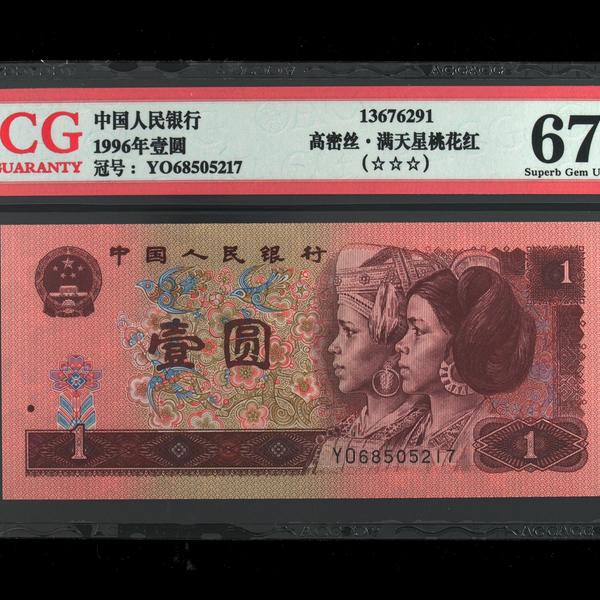 CG
GUARANTY
中国人民银行
1996年壹圆
冠号：YO68505217
13676291
高密丝·满天星桃花红
(☆☆☆)
67
Superb Gem U
中国人民银行
壹圆
1
1
1
YO68505217